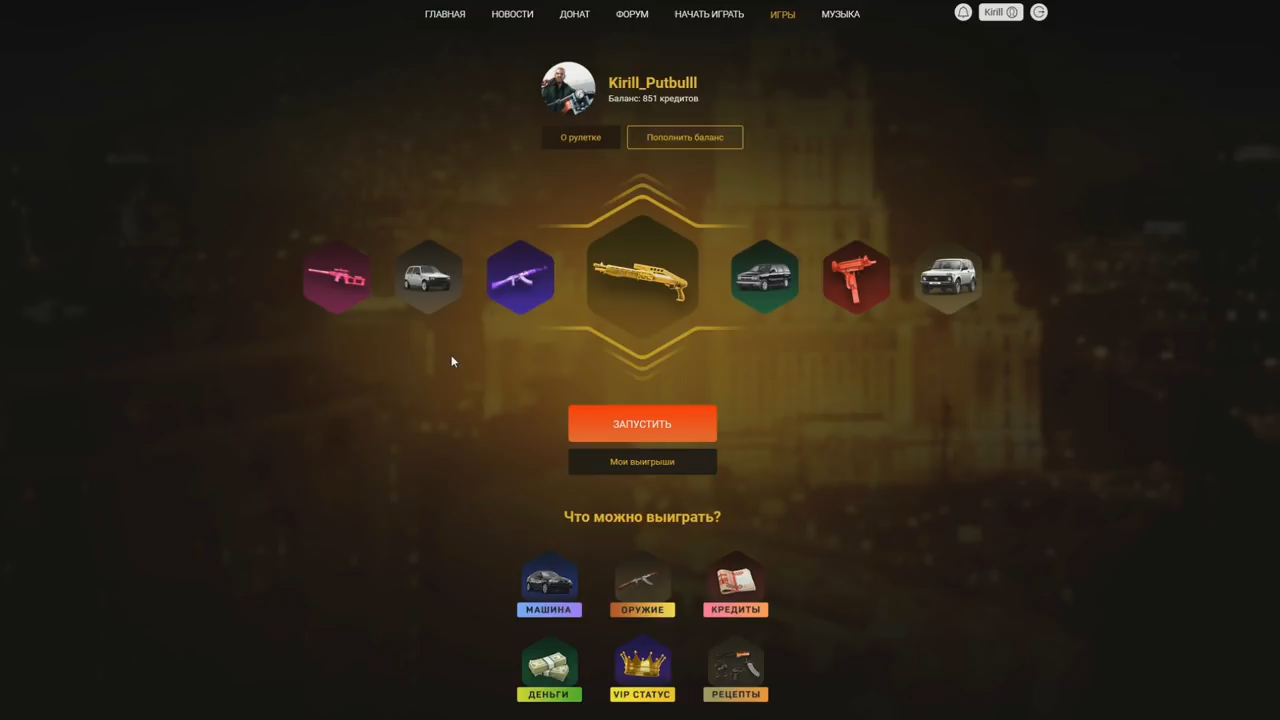 ГЛАВНАЯ НОВОСТИ ДОНАТ ФОРУМ НАЧАТЬ ИГРАТЬ ИГРЫ МУЗЫКА Kirill
Kirill_Putbulll
Баланс: 851 кредитов
О рулетке Пополнить баланс
ЗАПУСТИТЬ
Мои выигрыши
Что можно выиграть?
МАШИНА ОРУЖИЕ КРЕДИТЫ
ДЕНЬГИ VIP СТАТУС РЕЦЕПТЫ